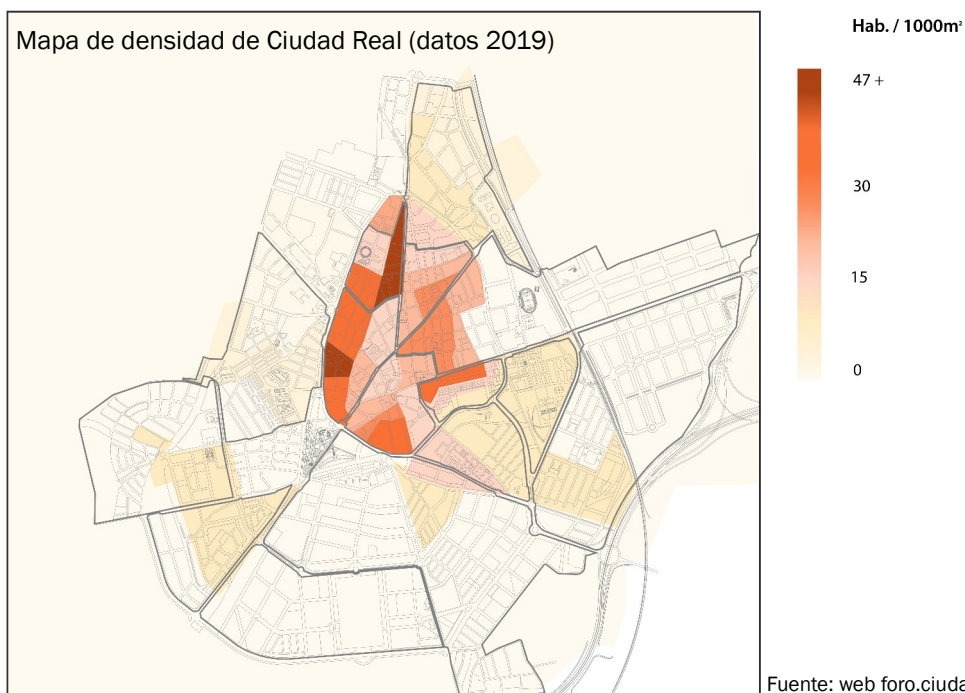 Mapa de densidad de Ciudad Real (datos 2019)
Hab. / 1000m²
47 +
30
15
0
Fuente: web foro.ciuda